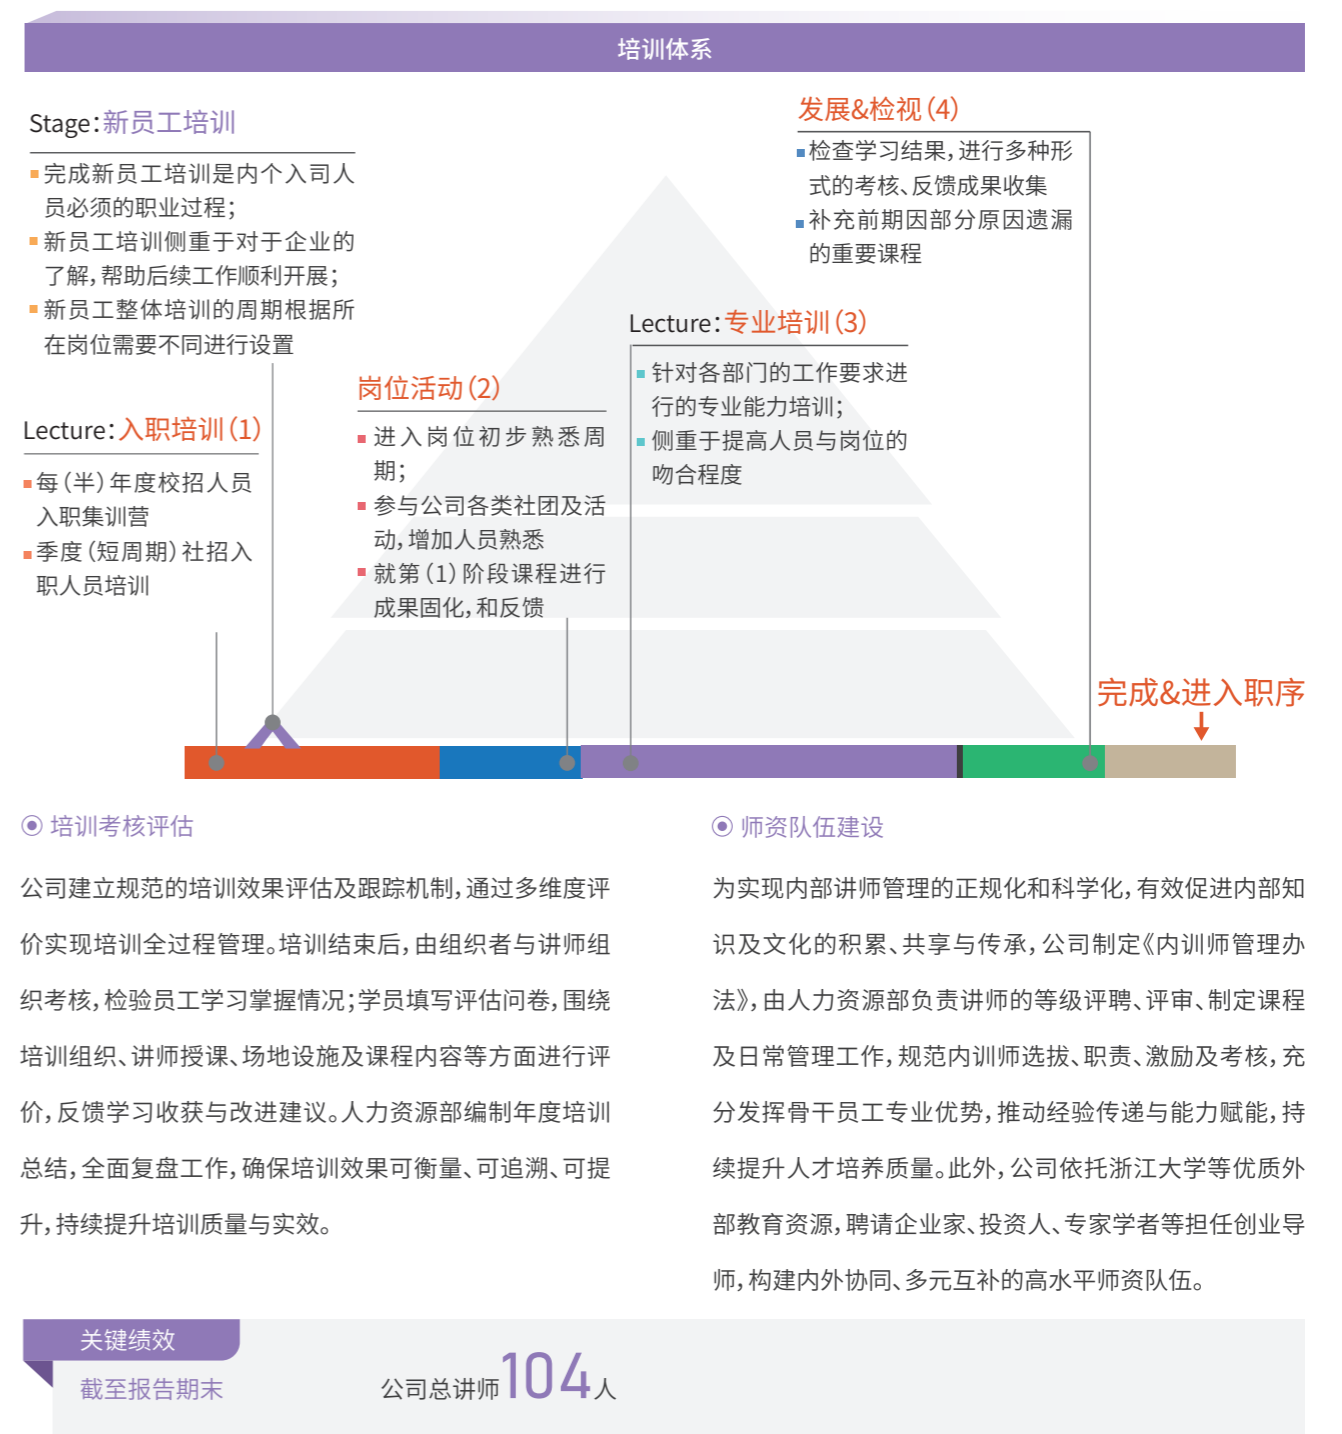 培训体系
Stage：新员工培训
完成新员工培训是内个入司人
员必须的职业过程；
新员工培训侧重于对于企业的
了解，帮助后续工作顺利开展；
新员工整体培训的周期根据所
在岗位需要不同进行设置
Lecture：入职培训（1）
每（半）年度校招人员
入职集训营
季度（短周期）社招入
职人员培训
岗位活动（2）
进入岗位初步熟悉周
期；
参与公司各类社团及活
动，增加人员熟悉
就第（1）阶段课程进行
成果固化，和反馈
Lecture：专业培训（3）
针对各部门的工作要求进
行的专业能力培训；
侧重于提高人员与岗位的
吻合程度
发展&检视（4）
检查学习结果，进行多种形
式的考核、反馈成果收集
补充前期因部分原因遗漏
的重要课程
完成&进入职序
培训考核评估
公司建立规范的培训效果评估及跟踪机制，通过多维度评
价实现培训全过程管理。培训结束后，由组织者与讲师组
织考核，检验员工学习掌握情况；学员填写评估问卷，围绕
培训组织、讲师授课、场地设施及课程内容等方面进行评
价，反馈学习收获与改进建议。人力资源部编制年度培训
总结，全面复盘工作，确保培训效果可衡量、可追溯、可提
升，持续提升培训质量与实效。
师资队伍建设
为实现内部讲师管理的正规化和科学化，有效促进内部知
识及文化的积累、共享与传承，公司制定《内训师管理办
法》，由人力资源部负责讲师的等级评聘、评审、制定课程
及日常管理工作，规范内训师选拔、职责、激励及考核，充
分发挥骨干员工专业优势，推动经验传递与能力赋能，持
续提升人才培养质量。此外，公司依托浙江大学等优质外
部教育资源，聘请企业家、投资人、专家学者等担任创业导
师，构建内外协同、多元互补的高水平师资队伍。
关键绩效
截至报告期末
公司总讲师104人